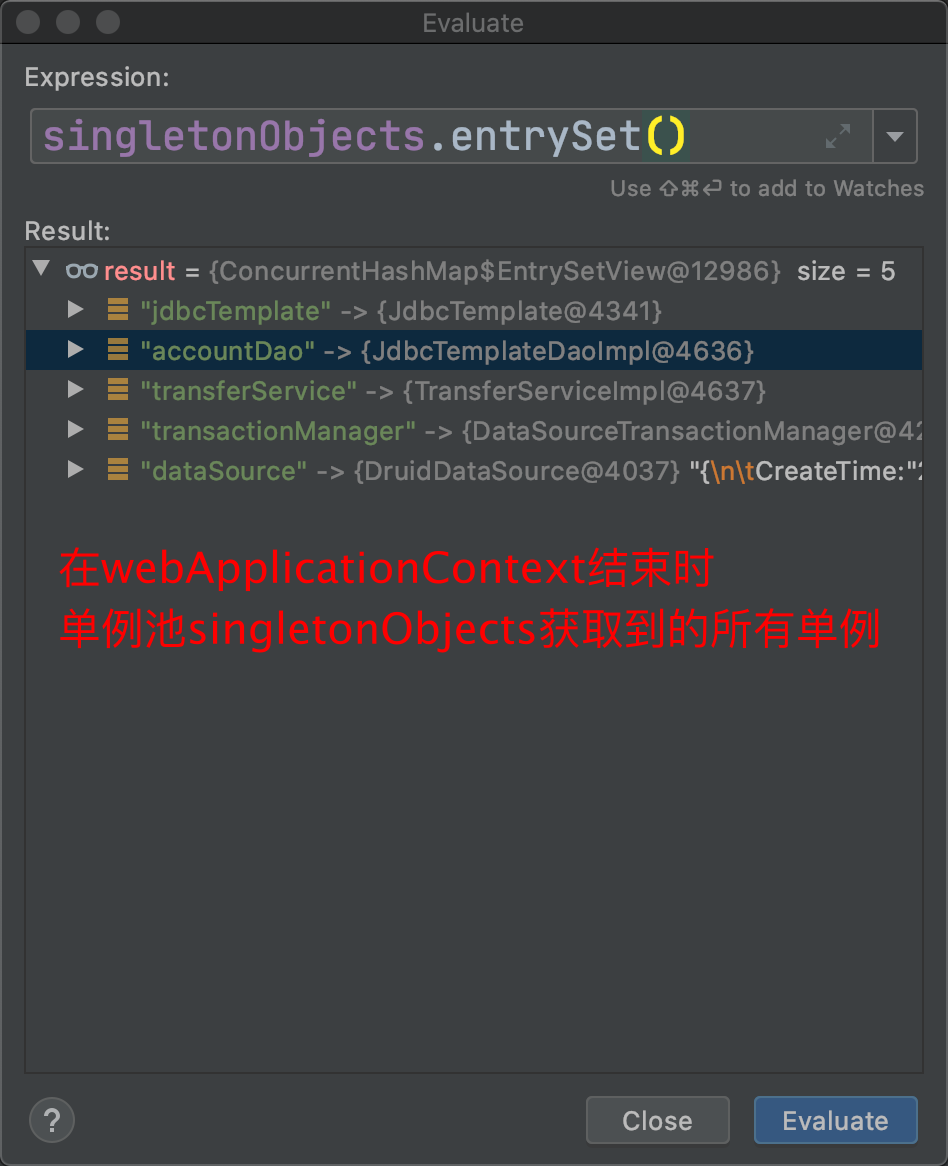 Evaluate
Expression:
singletonObjects.entrySet()
Use ⇧⌘⏎ to add to Watches
Result:
result = {ConcurrentHashMap$EntrySetView@12986} size = 5
"jdbcTemplate" -> {JdbcTemplate@4341}
"accountDao" -> {JdbcTemplateDaoImpl@4636}
"transferService" -> {TransferServiceImpl@4637}
"transactionManager" -> {DataSourceTransactionManager@42
"dataSource" -> {DruidDataSource@4037} "{\n\tCreateTime:"2
在webApplicationContext结束时
单例池singletonObjects获取到的所有单例
? Close Evaluate